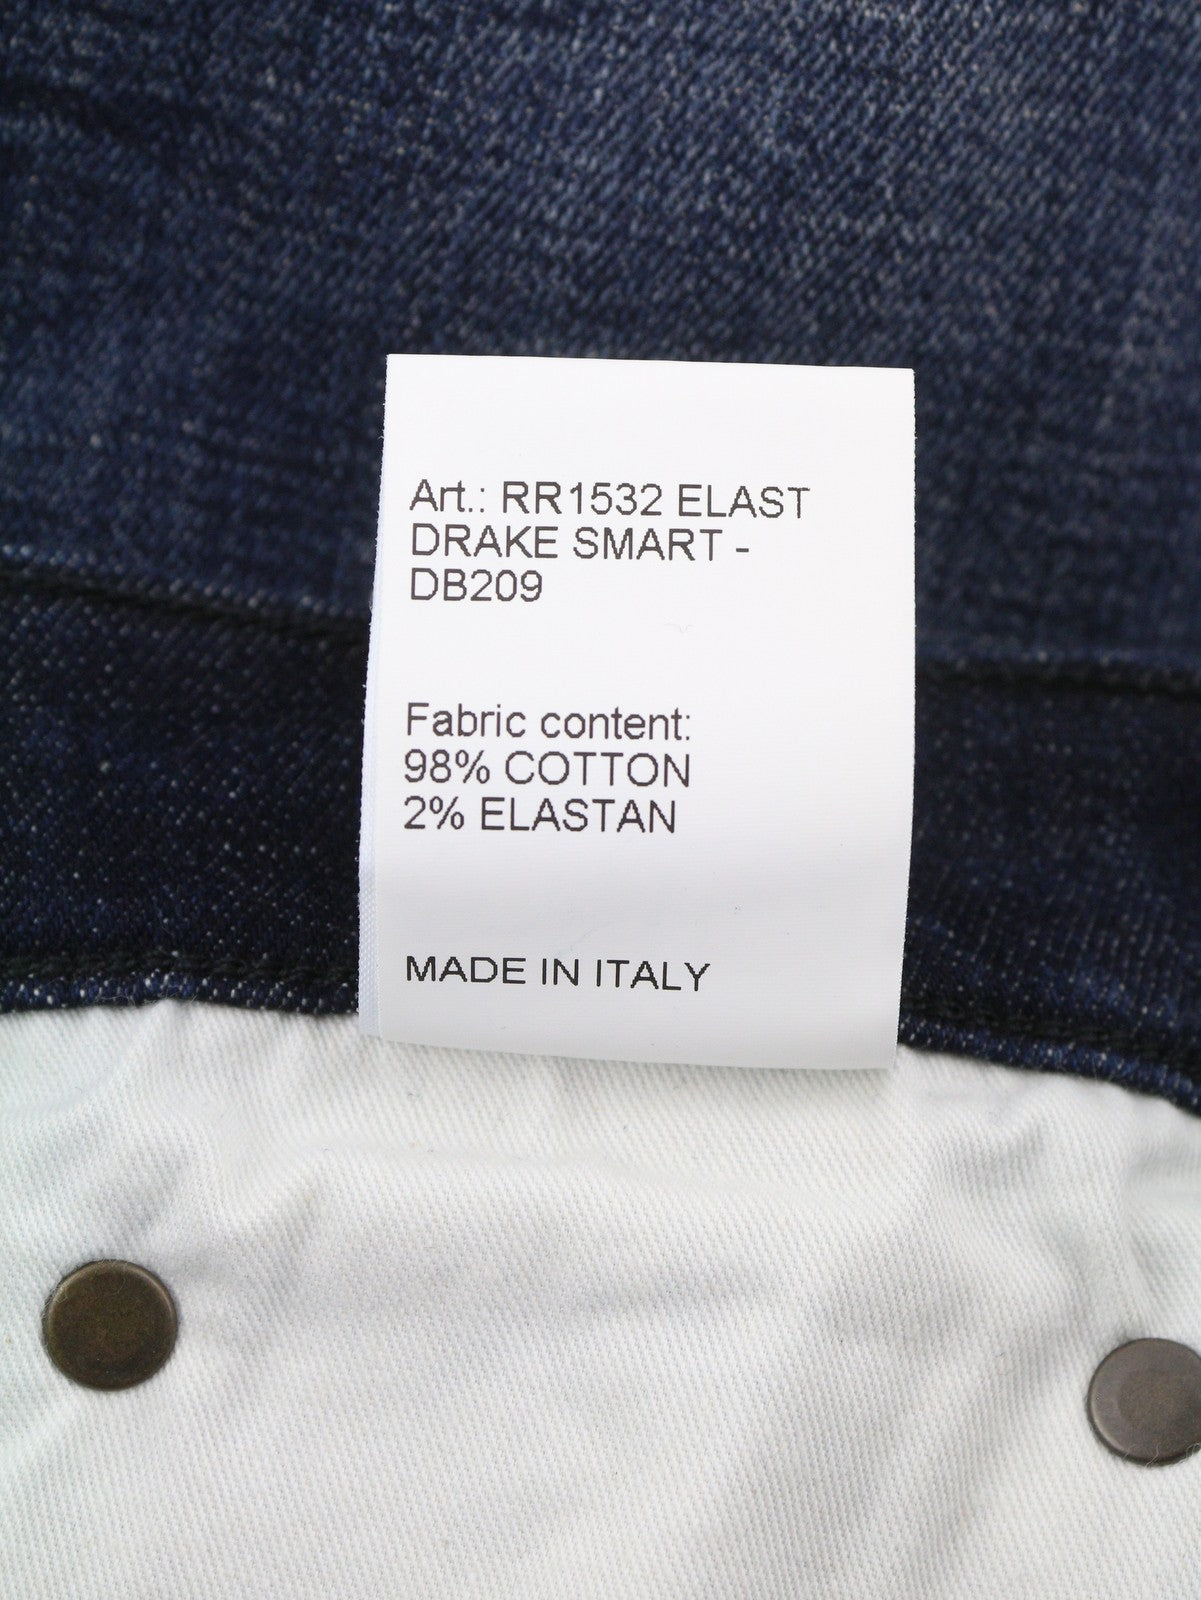 Art.: RR1532 ELAST
DRAKE SMART -
DB209
Fabric content:
98% COTTON
2% ELASTAN
MADE IN ITALY